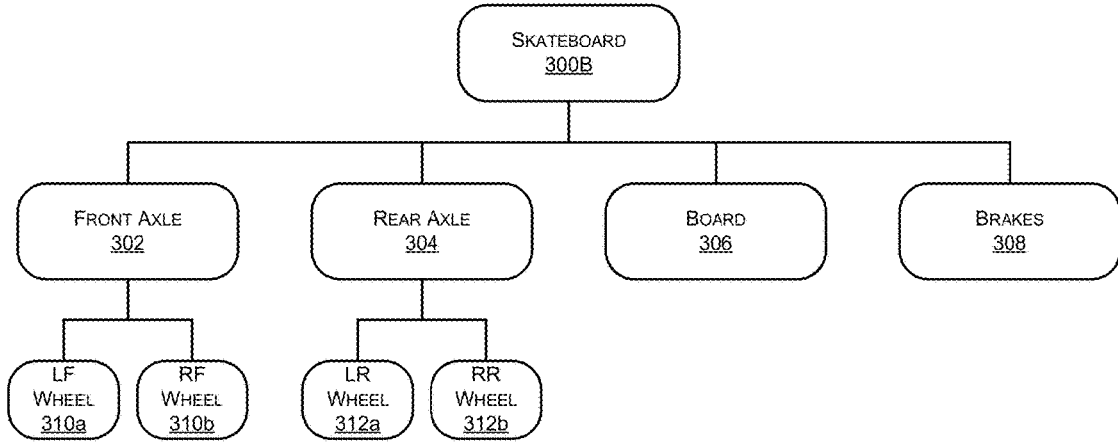 SKATEBOARD
300B
FRONT AXLE
302
REAR AXLE
304
BOARD
306
BRAKES
308
LF
WHEEL
310a
RF
WHEEL
310b
LR
WHEEL
312a
RR
WHEEL
312b